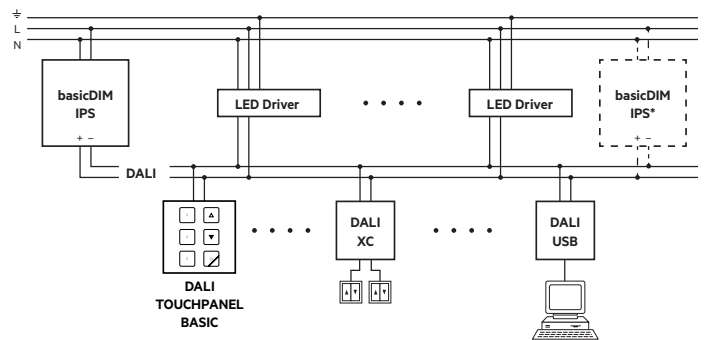 L
N
basicDIM
IPS
+ –
LED Driver
LED Driver
basicDIM
IPS*
+ –
DALI
DALI
XC
DALI
USB
DALI
TOUCHPANEL
BASIC